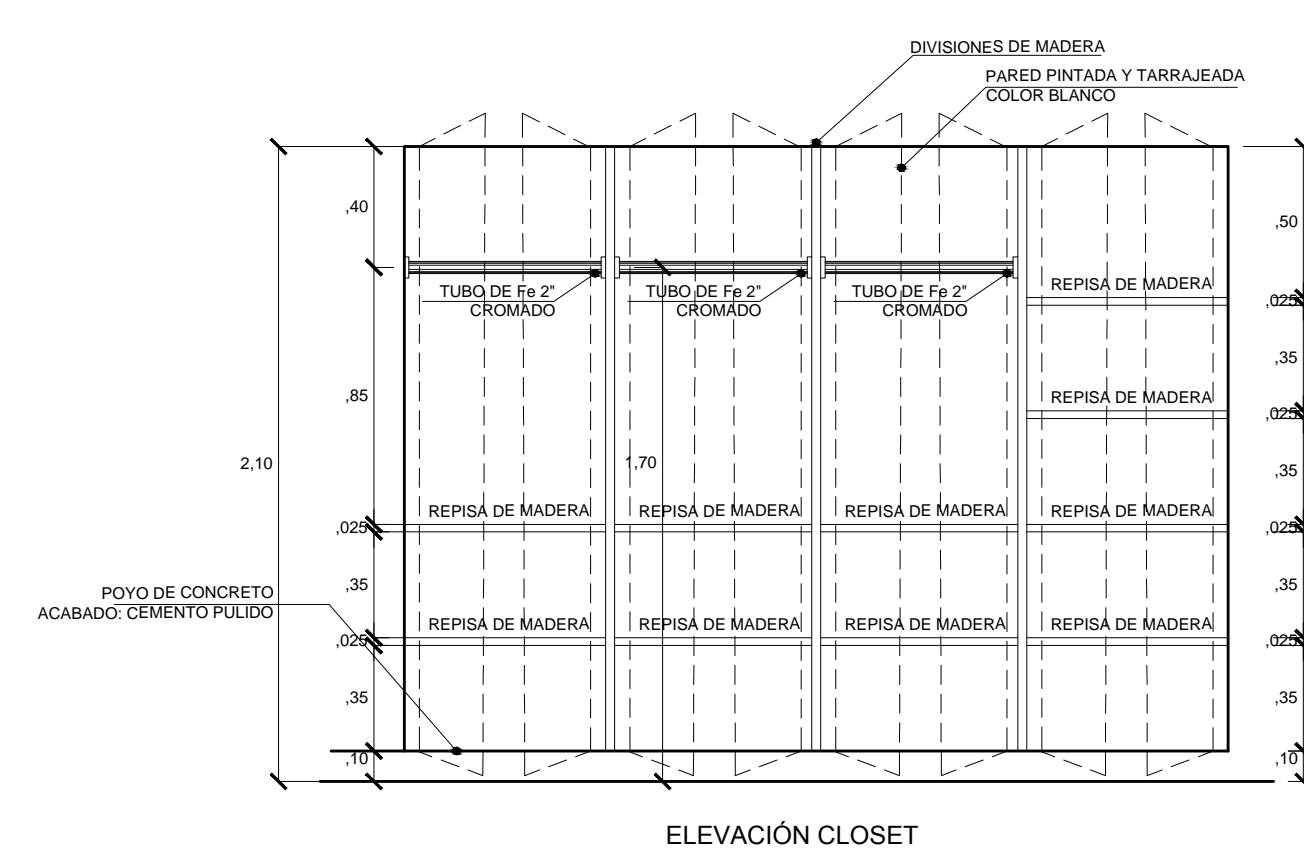 DIVISIONES DE MADERA
PARED PINTADA Y TARRAJEADA
COLOR BLANCO
,40
,50
TUBO DE Fe 2"
CROMADO
TUBO DE Fe 2"
CROMADO
TUBO DE Fe 2"
CROMADO
REPISA DE MADERA
,025
,35
,85
REPISA DE MADERA
,025
2,10
1,70
,35
,025
REPISA DE MADERA
REPISA DE MADERA
REPISA DE MADERA
REPISA DE MADERA
,025
POYO DE CONCRETO
ACABADO: CEMENTO PULIDO
,35
,35
,025
REPISA DE MADERA
REPISA DE MADERA
REPISA DE MADERA
REPISA DE MADERA
,025
,35
,35
,10
,10
ELEVACIÓN CLOSET